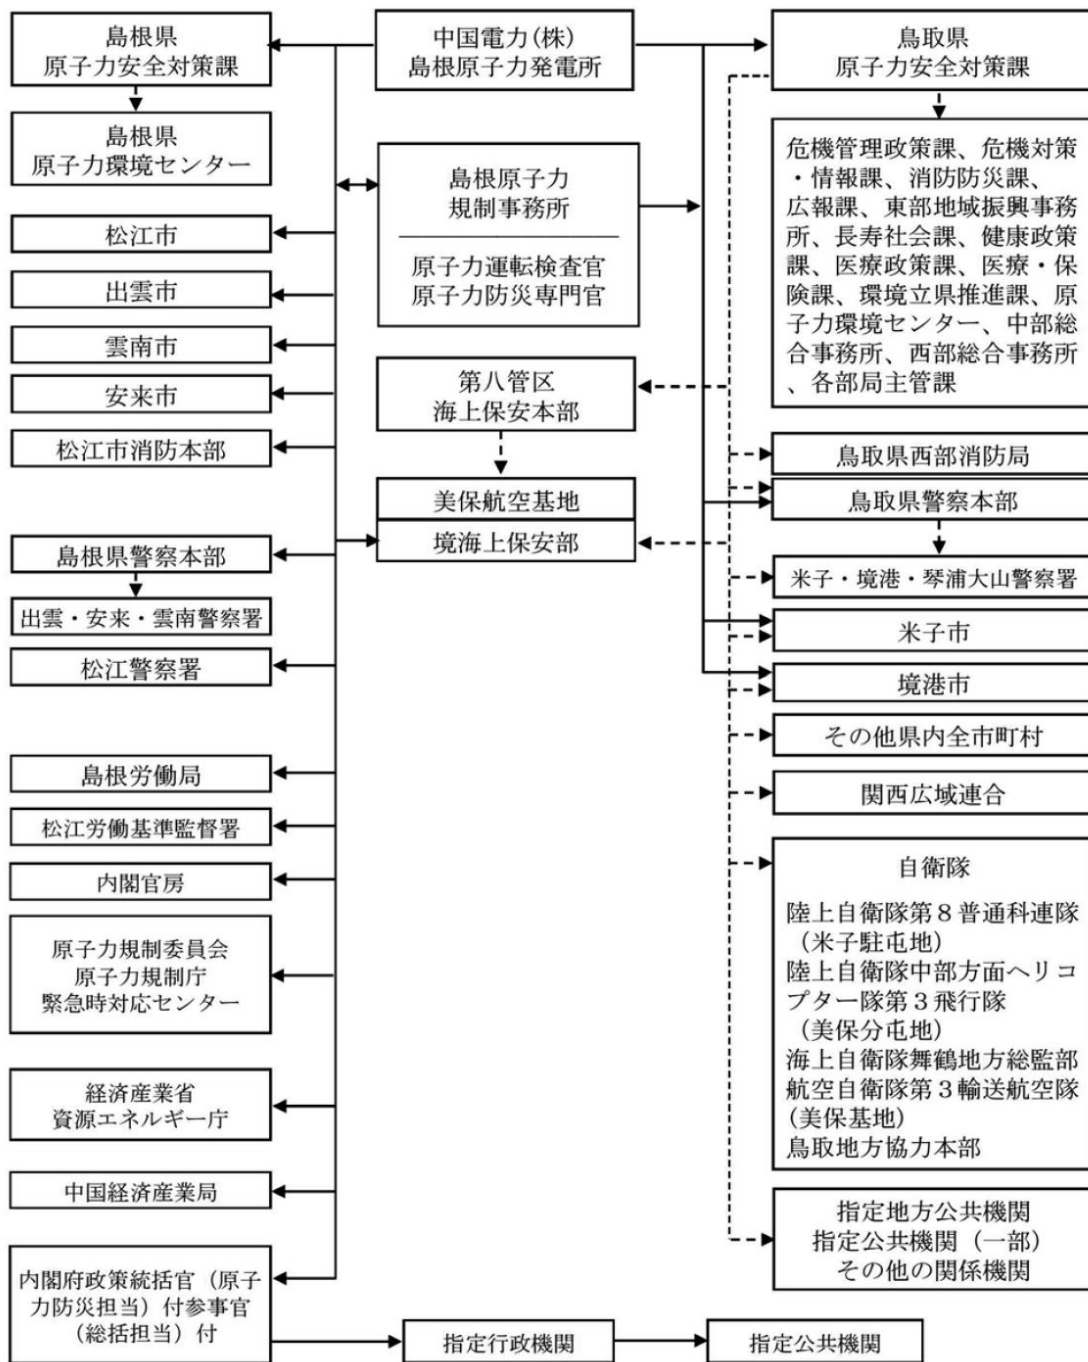 島根県
原子力安全対策課
島根県
原子力環境センター
松江市
出雲市
雲南市
安来市
松江市消防本部
島根県警察本部
出雲・安来・雲南警察署
松江警察署
島根労働局
松江労働基準監督署
内閣官房
原子力規制委員会
原子力規制庁
緊急時対応センター
経済産業省
資源エネルギー庁
中国経済産業局
内閣府政策統括官（原子
力防災担当）付参事官
（総括担当）付
中国電力(株)
島根原子力発電所
島根原子力
規制事務所
原子力運転検査官
原子力防災専門官
第八管区
海上保安本部
美保航空基地
境海上保安部
指定行政機関
指定公共機関
鳥取県
原子力安全対策課
危機管理政策課、危機対策
・情報課、消防防災課、
広報課、東部地域振興事務
所、長寿社会課、健康政策
課、医療政策課、医療・保
険課、環境立県推進課、原
子力環境センター、中部総
合事務所、西部総合事務所
、各部局主管課
鳥取県西部消防局
鳥取県警察本部
米子・境港・琴浦大山警察署
米子市
境港市
その他県内全市町村
関西広域連合
自衛隊
陸上自衛隊第８普通科連隊
（米子駐屯地）
陸上自衛隊中部方面ヘリコ
プター隊第３飛行隊
（美保分屯地）
海上自衛隊舞鶴地方総監部
航空自衛隊第３輸送航空隊
(美保基地)
鳥取地方協力本部
指定地方公共機関
指定公共機関（一部）
その他の関係機関